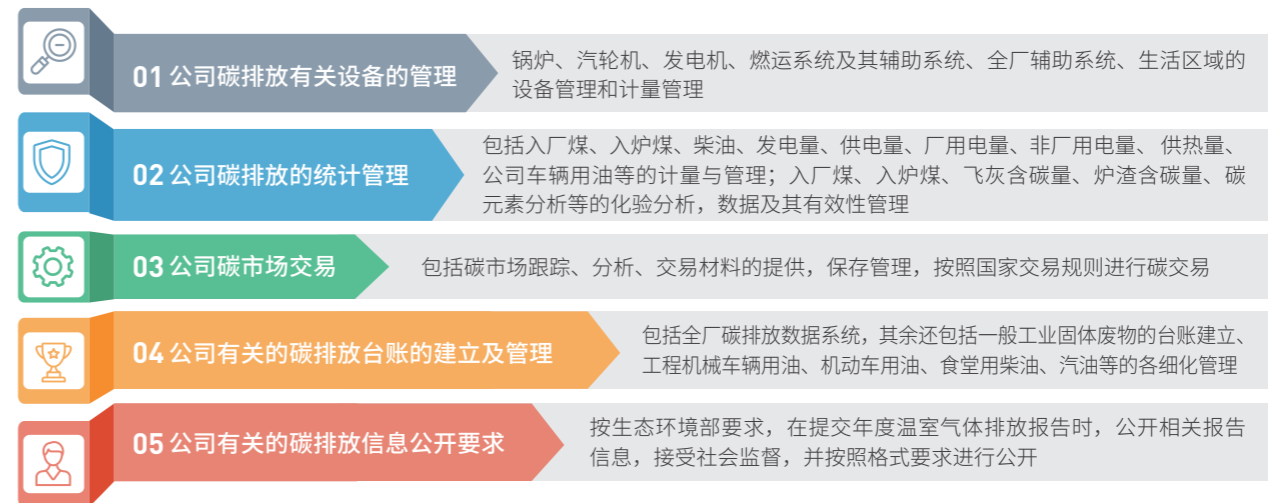 01 公司碳排放有关设备的管理
锅炉、汽轮机、发电机、燃运系统及其辅助系统、全厂辅助系统、生活区域的
设备管理和计量管理
02 公司碳排放的统计管理
包括入厂煤、入炉煤、柴油、发电量、供电量、厂用电量、非厂用电量、 供热量、
公司车辆用油等的计量与管理；入厂煤、入炉煤、飞灰含碳量、炉渣含碳量、碳
元素分析等的化验分析，数据及其有效性管理
03 公司碳市场交易
包括碳市场跟踪、分析、交易材料的提供，保存管理，按照国家交易规则进行碳交易
04 公司有关的碳排放台账的建立及管理
包括全厂碳排放数据系统，其余还包括一般工业固体废物的台账建立、
工程机械车辆用油、机动车用油、食堂用柴油、汽油等的各细化管理
05 公司有关的碳排放信息公开要求
按生态环境部要求，在提交年度温室气体排放报告时，公开相关报告
信息，接受社会监督，并按照格式要求进行公开